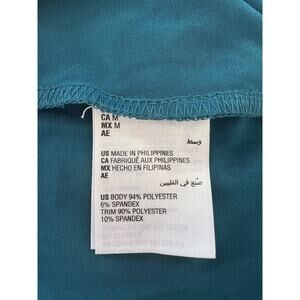 CA M
MX M
AE وسط
US MADE IN PHILIPPINES
CA FABRIQUÉ AUX PHILIPPINES
MX HECHO EN FILIPINAS
AE
صنع في الفلبين
US BODY 94% POLYESTER
6% SPANDEX
TRIM 90% POLYESTER
10% SPANDEX